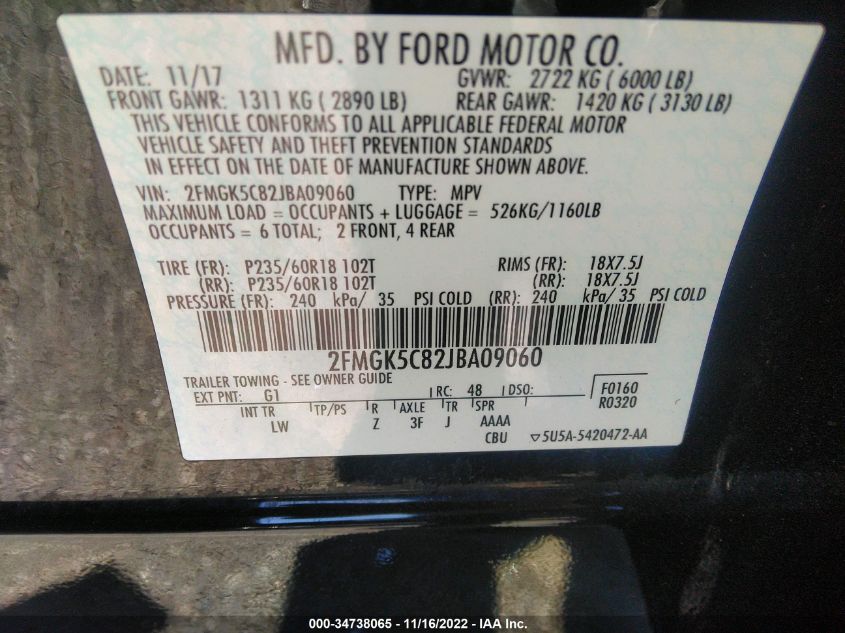 MFD. BY FORD MOTOR CO.
DATE: 11/17 GVWR: 2722 KG ( 6000 LB)
FRONT GAWR: 1311 KG ( 2890 LB) REAR GAWR: 1420 KG ( 3130 LB)
THIS VEHICLE CONFORMS TO ALL APPLICABLE FEDERAL MOTOR
VEHICLE SAFETY AND THEFT PREVENTION STANDARDS
IN EFFECT ON THE DATE OF MANUFACTURE SHOWN ABOVE.
VIN: 2FMGK5C82JBA09060 TYPE: MPV
MAXIMUM LOAD = OCCUPANTS + LUGGAGE = 526KG/1160LB
OCCUPANTS = 6 TOTAL; 2 FRONT, 4 REAR
TIRE (FR): P235/60R18 102T RIMS (FR): 18X7.5J
(RR): P235/60R18 102T (RR): 18X7.5J
PRESSURE (FR): 240 kPa/ 35 PSI COLD (RR): 240 kPa/ 35 PSI COLD
2FMGK5C82JBA09060
TRAILER TOWING - SEE OWNER GUIDE
EXT PNT: G1 RC: 48 DSO: F0160
INT TR TP/PS R AXLE TR SPR R0320
LW Z 3F J AAAA
CBU ▽5U5A-5420472-AA
000-34738065 - 11/16/2022 - IAA Inc.